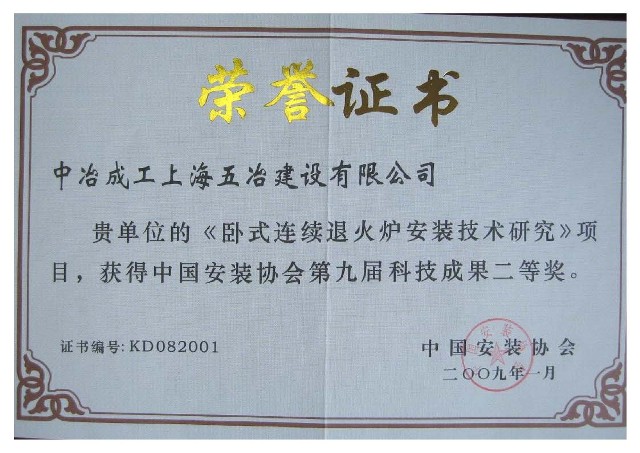 荣誉证书
中冶成工上海五冶建设有限公司
贵单位的《卧式连续退火炉安装技术研究》项
目，获得中国安装协会第九届科技成果二等奖。
证书编号：KD082001
中国安装协会
二〇〇九年一月